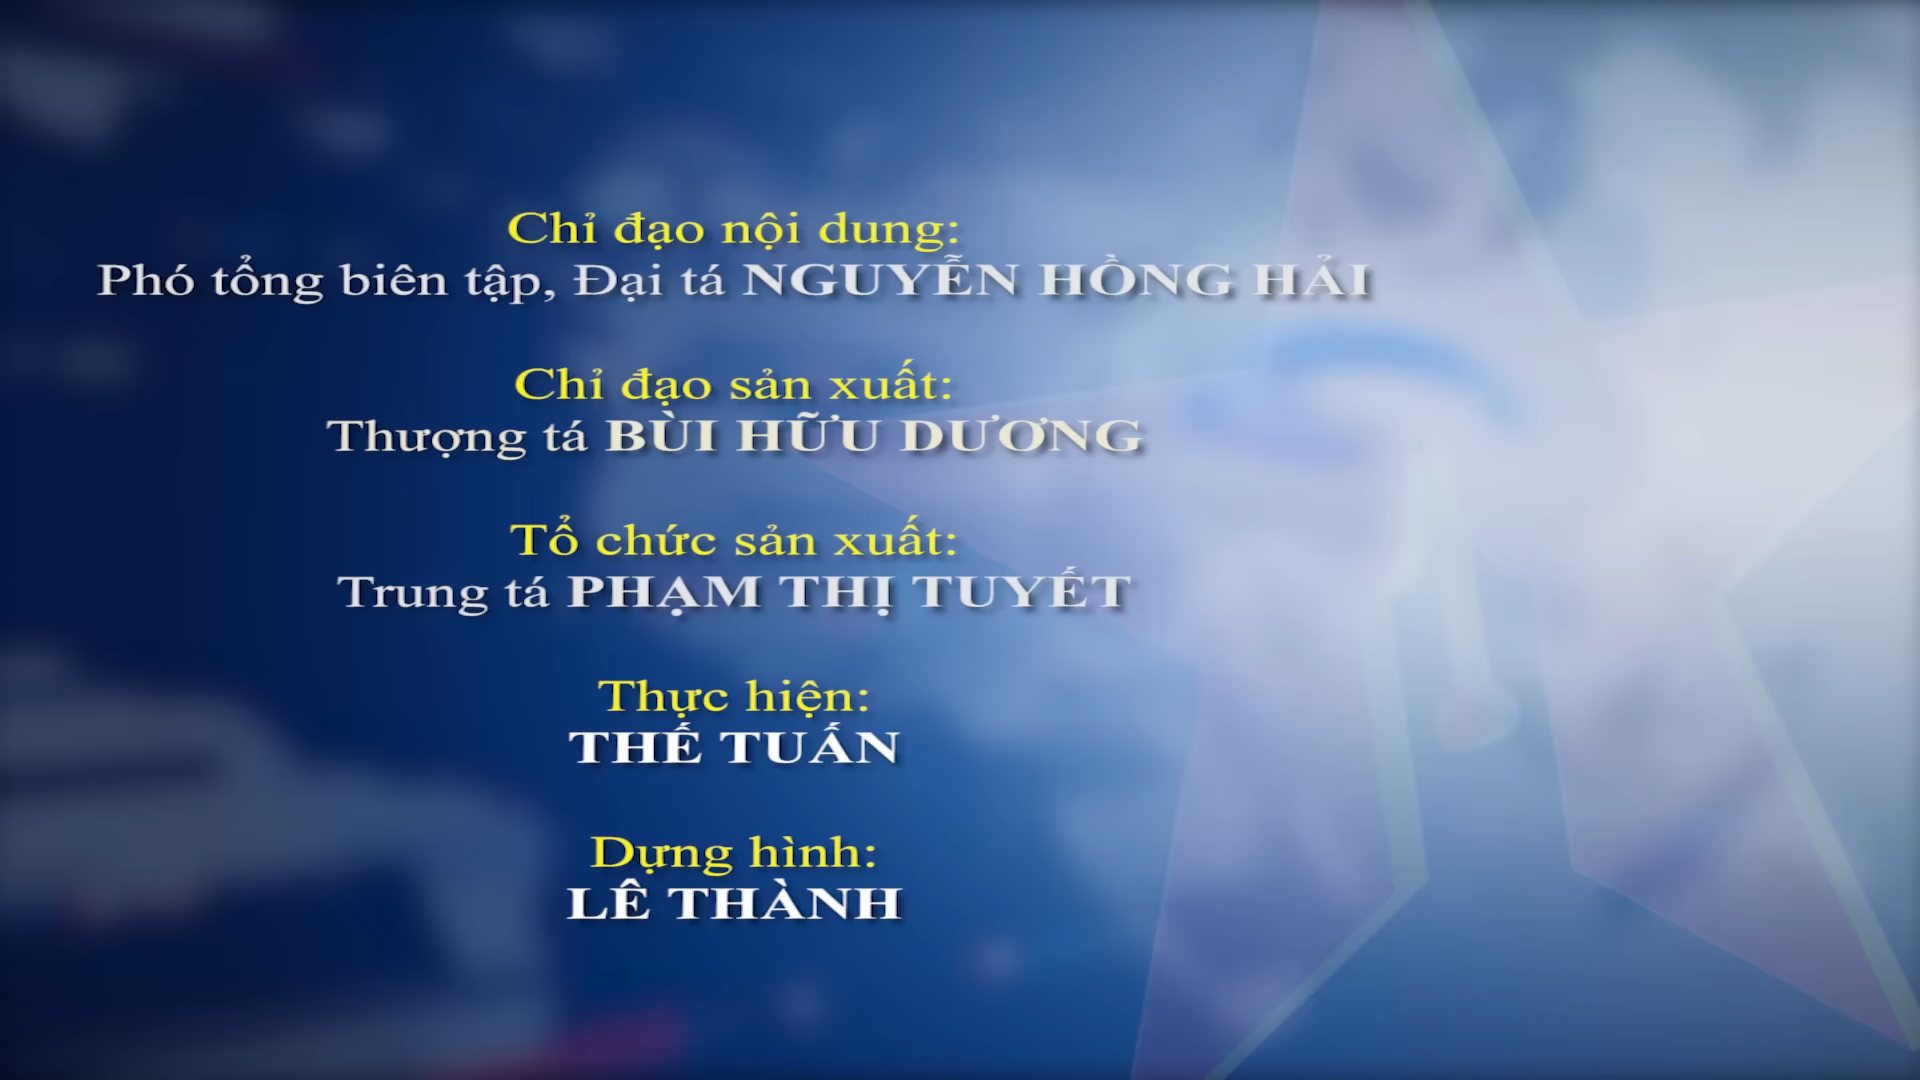 Chỉ đạo nội dung:
Phó tổng biên tập, Đại tá NGUYỄN HỒNG HẢI
Chỉ đạo sản xuất:
Thượng tá BÙI HỮU DƯƠNG
Tổ chức sản xuất:
Trung tá PHẠM THỊ TUYẾT
Thực hiện:
THẾ TUẤN
Dựng hình:
LÊ THÀNH